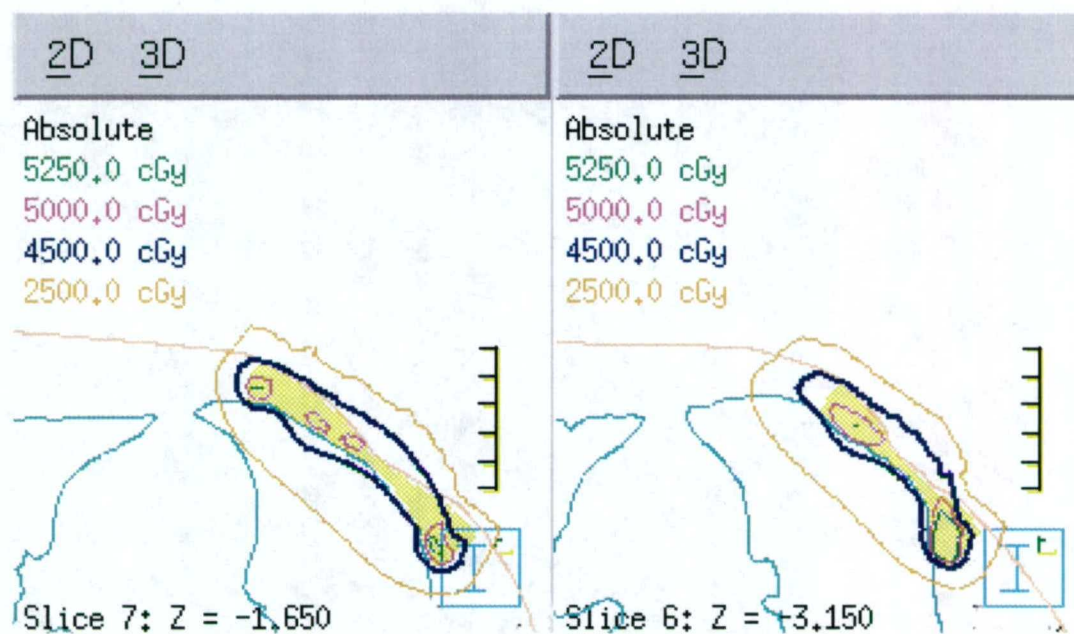 2D 3D
Absolute
5250.0 cGy
5000.0 cGy
4500.0 cGy
2500.0 cGy
Slice 7: Z = -1.650
2D 3D
Absolute
5250.0 cGy
5000.0 cGy
4500.0 cGy
2500.0 cGy
Slice 6: Z = -3.150